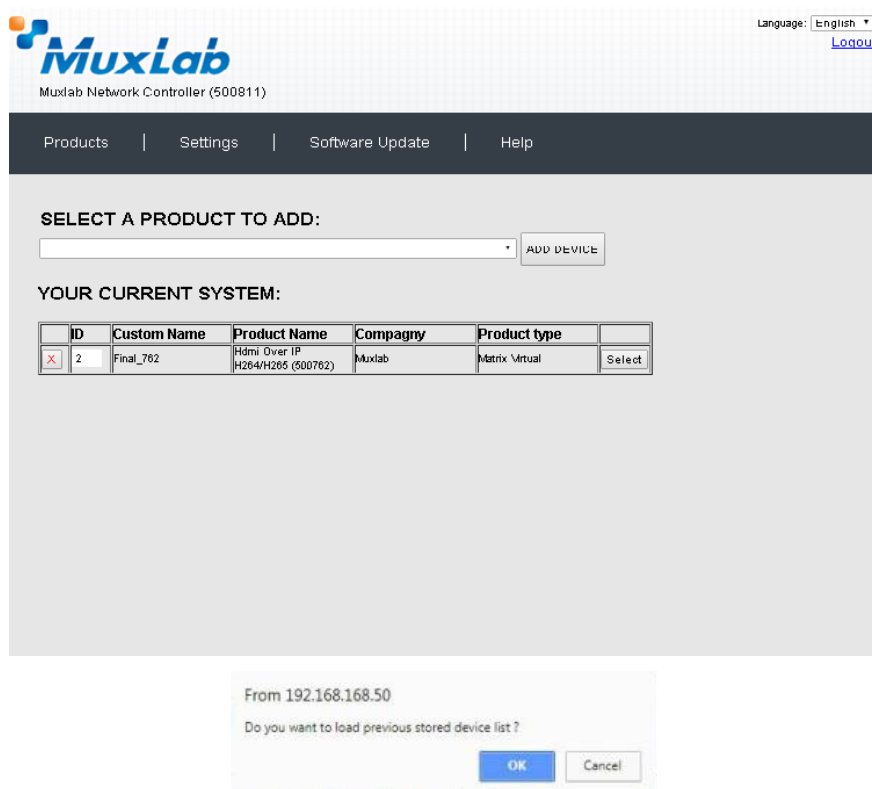 Language: English
Logou
MuxLab
Muxlab Network Controller (500811)
Products | Settings | Software Update | Help
SELECT A PRODUCT TO ADD:
ADD DEVICE
YOUR CURRENT SYSTEM:
ID Custom Name Product Name Compagny Product type
X 2 Final_762 Hdmi Over IP H264/H265 (500762) Muxlab Matrix Virtual Select
From 192.168.168.50
Do you want to load previous stored device list ?
OK Cancel